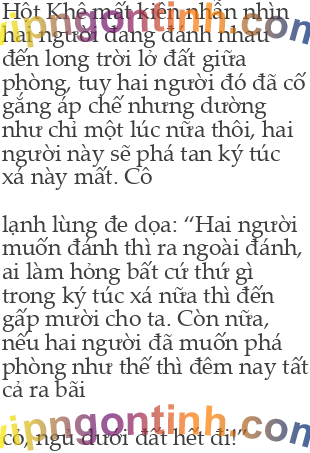 Hột Khê mất kiên nhẫn nhìn
hai người đang đánh nhau
đến long trời lở đất giữa
phòng, tuy hai người đó đã cố
gắng áp chế nhưng dường
như chỉ một lúc nữa thôi, hai
người này sẽ phá tan ký túc
xá này mất. Cô
lạnh lùng đe dọa: “Hai người
muốn đánh thì ra ngoài đánh,
ai làm hỏng bất cứ thứ gì
trong ký túc xá nữa thì đến
gấp mười cho ta. Còn nữa,
nếu hai người đã muốn phá
phòng như thế thì đêm nay tất
cả ra bãi
cỏ, ngủ dưới đất hết đi!”
vipngontinh.com
vipngontinh.com